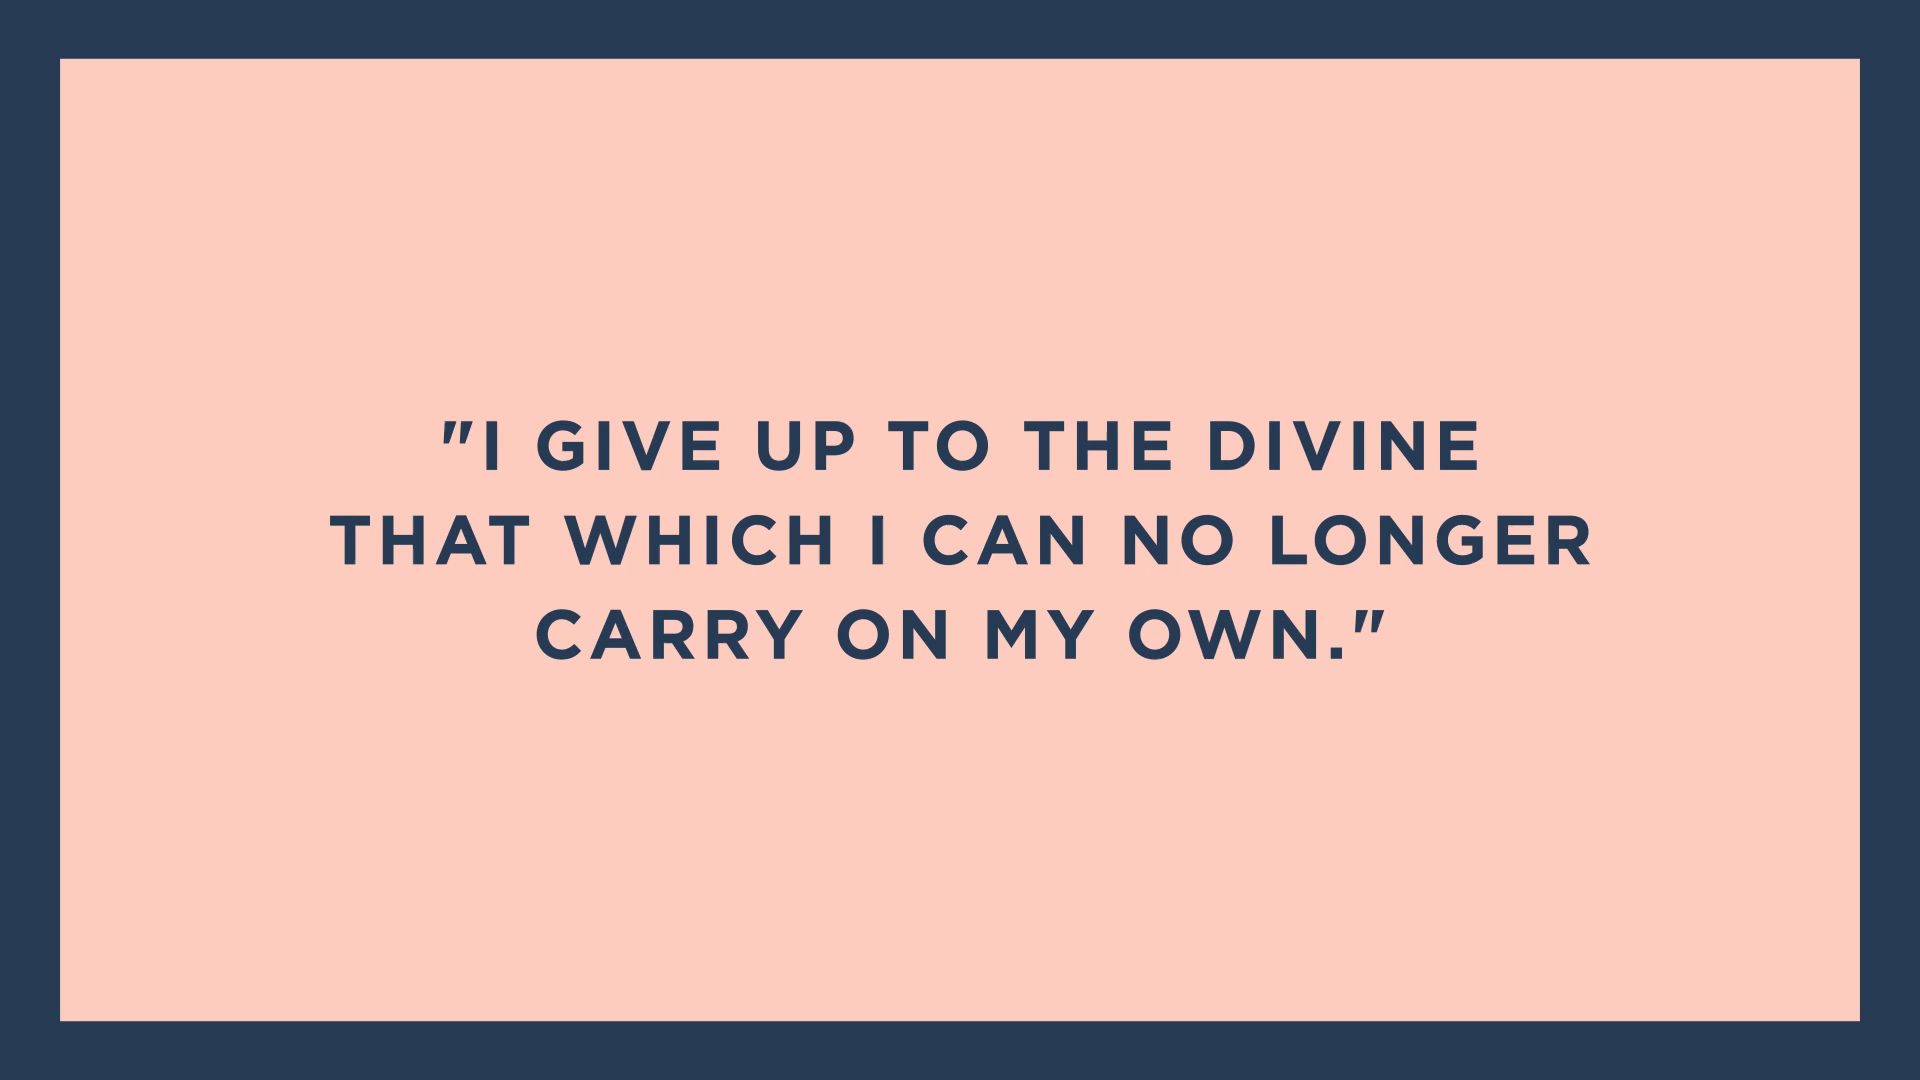 "I GIVE UP TO THE DIVINE
THAT WHICH I CAN NO LONGER
CARRY ON MY OWN."